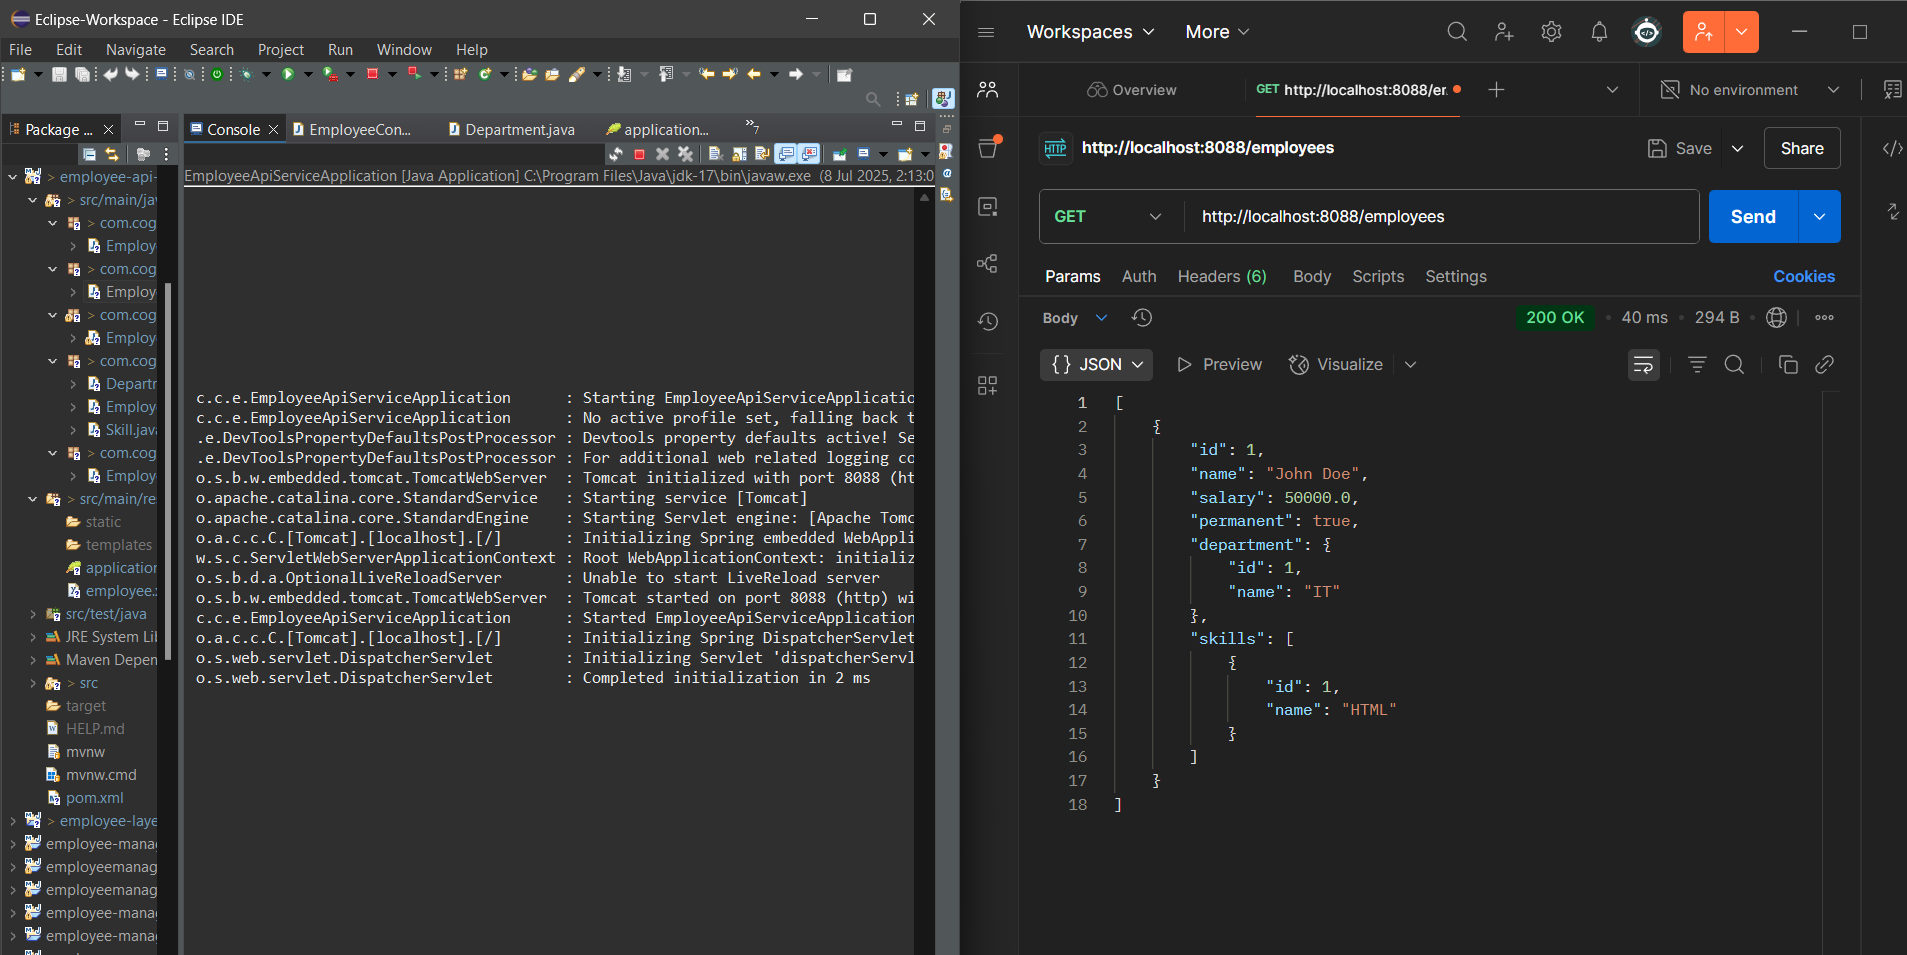 Eclipse-Workspace - Eclipse IDE
File Edit Navigate Search Project Run Window Help
Package ...
Console EmployeeCon... Department.java application... »7
EmployeeApiServiceApplication [Java Application] C:\Program Files\Java\jdk-17\bin\javaw.exe (8 Jul 2025, 2:13:0
> employee-api-
> src/main/ja
> com.cog
Employ
> com.cog
Employ
> com.cog
Employ
> com.cog
Departr
Employ
Skill.java
> com.cog
Employ
> src/main/re
static
templates
application
employee.
src/test/java
JRE System Li
Maven Depen
> src
target
HELP.md
mvnw
mvnw.cmd
pom.xml
> employee-laye
employee-mana
employeemanag
employeemanag
employee-mana
employee-mana
c.c.e.EmployeeApiServiceApplication : Starting EmployeeApiServiceApplicatio
c.c.e.EmployeeApiServiceApplication : No active profile set, falling back t
.e.DevToolsPropertyDefaultsPostProcessor : Devtools property defaults active! Se
.e.DevToolsPropertyDefaultsPostProcessor : For additional web related logging co
o.s.b.w.embedded.tomcat.TomcatWebServer : Tomcat initialized with port 8088 (ht
o.apache.catalina.core.StandardService : Starting service [Tomcat]
o.apache.catalina.core.StandardEngine : Starting Servlet engine: [Apache Tomc
o.a.c.c.C.[Tomcat].[localhost].[/] : Initializing Spring embedded WebAppli
w.s.c.ServletWebServerApplicationContext : Root WebApplicationContext: initializ
o.s.b.d.a.OptionalLiveReloadServer : Unable to start LiveReload server
o.s.b.w.embedded.tomcat.TomcatWebServer : Tomcat started on port 8088 (http) wi
c.c.e.EmployeeApiServiceApplication : Started EmployeeApiServiceApplication
o.a.c.c.C.[Tomcat].[localhost].[/] : Initializing Spring DispatcherServlet
o.s.web.servlet.DispatcherServlet : Initializing Servlet 'dispatcherServl
o.s.web.servlet.DispatcherServlet : Completed initialization in 2 ms
Workspaces More
Overview GET http://localhost:8088/er No environment
HTTP http://localhost:8088/employees Save Share
GET http://localhost:8088/employees Send
Params Auth Headers (6) Body Scripts Settings Cookies
Body 200 OK • 40 ms • 294 B
{} JSON Preview Visualize
1 [
2 {
3 "id": 1,
4 "name": "John Doe",
5 "salary": 50000.0,
6 "permanent": true,
7 "department": {
8 "id": 1,
9 "name": "IT"
10 },
11 "skills": [
12 {
13 "id": 1,
14 "name": "HTML"
15 }
16 ]
17 }
18 ]